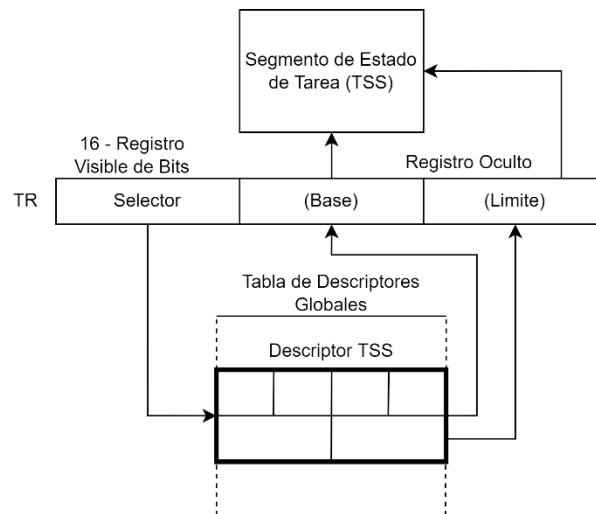 Segmento de Estado
de Tarea (TSS)
16 - Registro
Visible de Bits
Registro Oculto
TR
Selector
(Base)
(Limite)
Tabla de Descriptores
Globales
Descriptor TSS